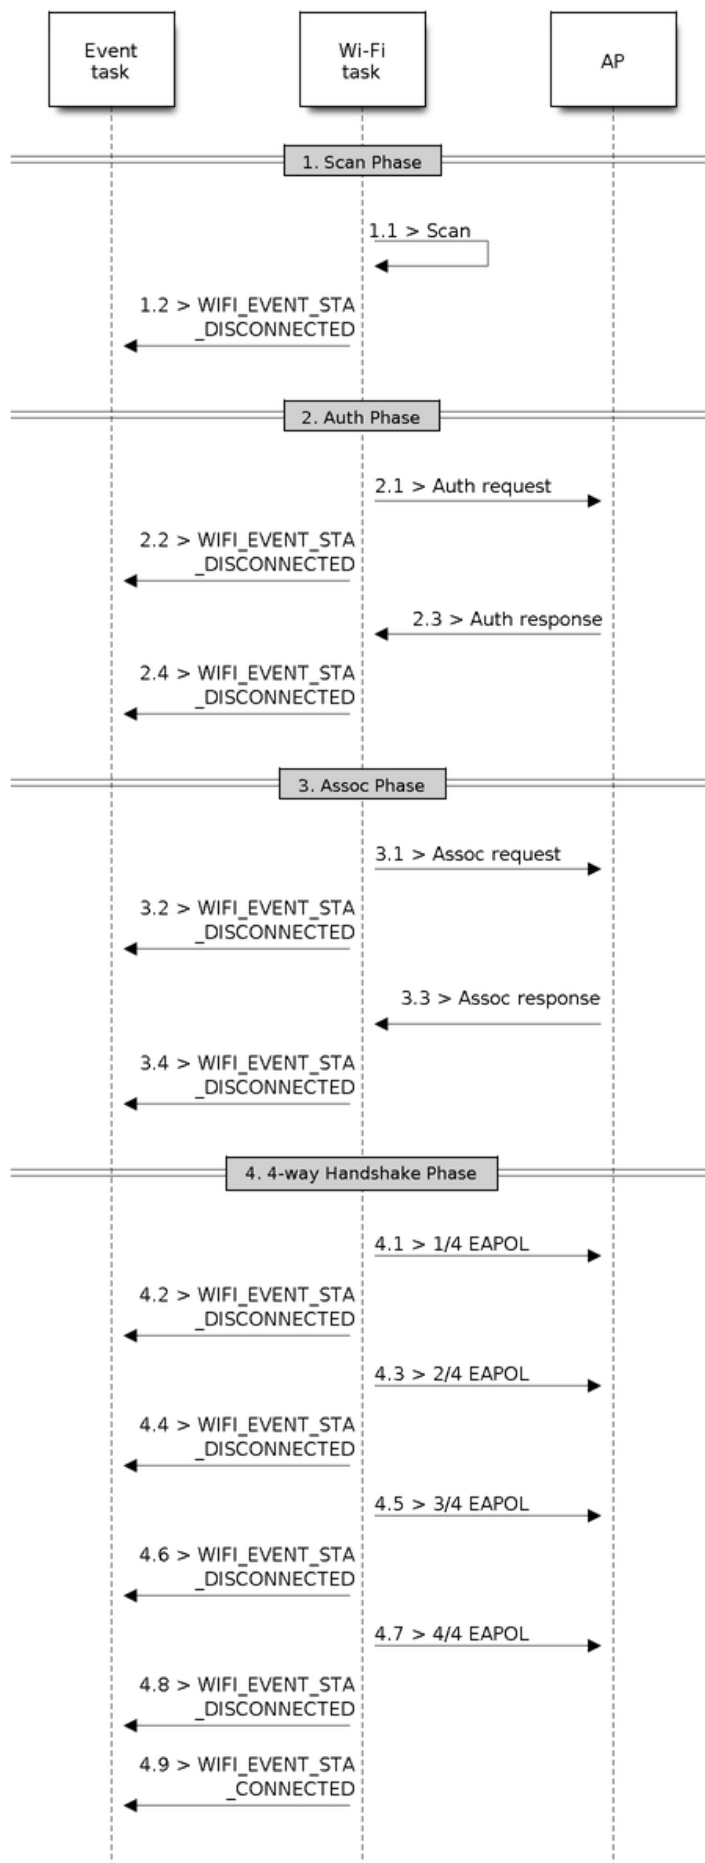 Event
task
Wi-Fi
task
AP
1. Scan Phase
1.1 > Scan
1.2 > WIFI_EVENT_STA
_DISCONNECTED
2. Auth Phase
2.1 > Auth request
2.2 > WIFI_EVENT_STA
_DISCONNECTED
2.3 > Auth response
2.4 > WIFI_EVENT_STA
_DISCONNECTED
3. Assoc Phase
3.1 > Assoc request
3.2 > WIFI_EVENT_STA
_DISCONNECTED
3.3 > Assoc response
3.4 > WIFI_EVENT_STA
_DISCONNECTED
4. 4-way Handshake Phase
4.1 > 1/4 EAPOL
4.2 > WIFI_EVENT_STA
_DISCONNECTED
4.3 > 2/4 EAPOL
4.4 > WIFI_EVENT_STA
_DISCONNECTED
4.5 > 3/4 EAPOL
4.6 > WIFI_EVENT_STA
_DISCONNECTED
4.7 > 4/4 EAPOL
4.8 > WIFI_EVENT_STA
_DISCONNECTED
4.9 > WIFI_EVENT_STA
_CONNECTED